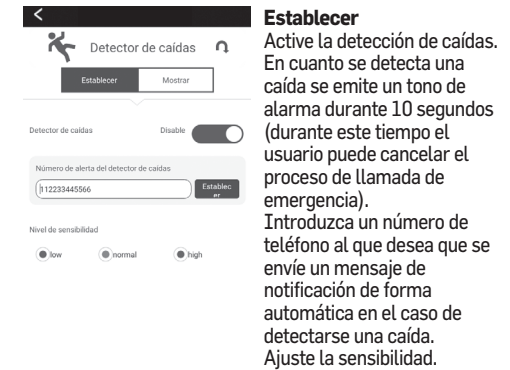 Detector de caídas
Establecer
Mostrar
Detector de caídas
Disable
Número de alerta del detector de caídas
112233445566
Establec
er
Nivel de sensibilidad
low
normal
high
Establecer
Active la detección de caídas.
En cuanto se detecta una
caída se emite un tono de
alarma durante 10 segundos
(durante este tiempo el
usuario puede cancelar el
proceso de llamada de
emergencia).
Introduzca un número de
teléfono al que desea que se
envíe un mensaje de
notificación de forma
automática en el caso de
detectarse una caída.
Ajuste la sensibilidad.